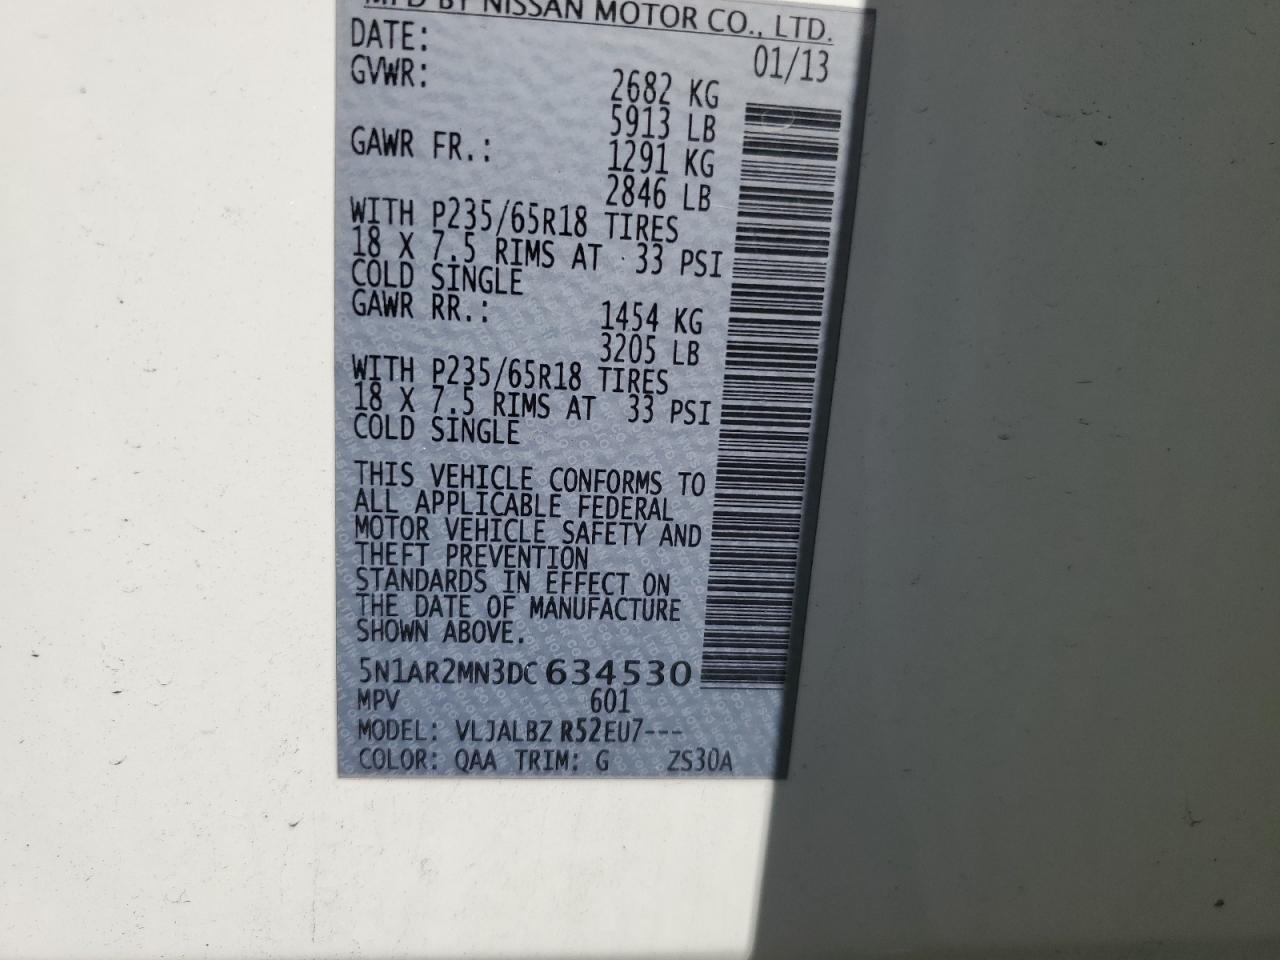 MFD BY NISSAN MOTOR CO., LTD.
DATE: 01/13
GVWR: 2682 KG
5913 LB
GAWR FR.: 1291 KG
2846 LB
WITH P235/65R18 TIRES
18 X 7.5 RIMS AT 33 PSI
COLD SINGLE
GAWR RR.: 1454 KG
3205 LB
WITH P235/65R18 TIRES
18 X 7.5 RIMS AT 33 PSI
COLD SINGLE
THIS VEHICLE CONFORMS TO
ALL APPLICABLE FEDERAL
MOTOR VEHICLE SAFETY AND
THEFT PREVENTION
STANDARDS IN EFFECT ON
THE DATE OF MANUFACTURE
SHOWN ABOVE.
5N1AR2MN3DC634530
MPV 601
MODEL: VLJALBZ R52EU7---
COLOR: QAA TRIM: G ZS30A